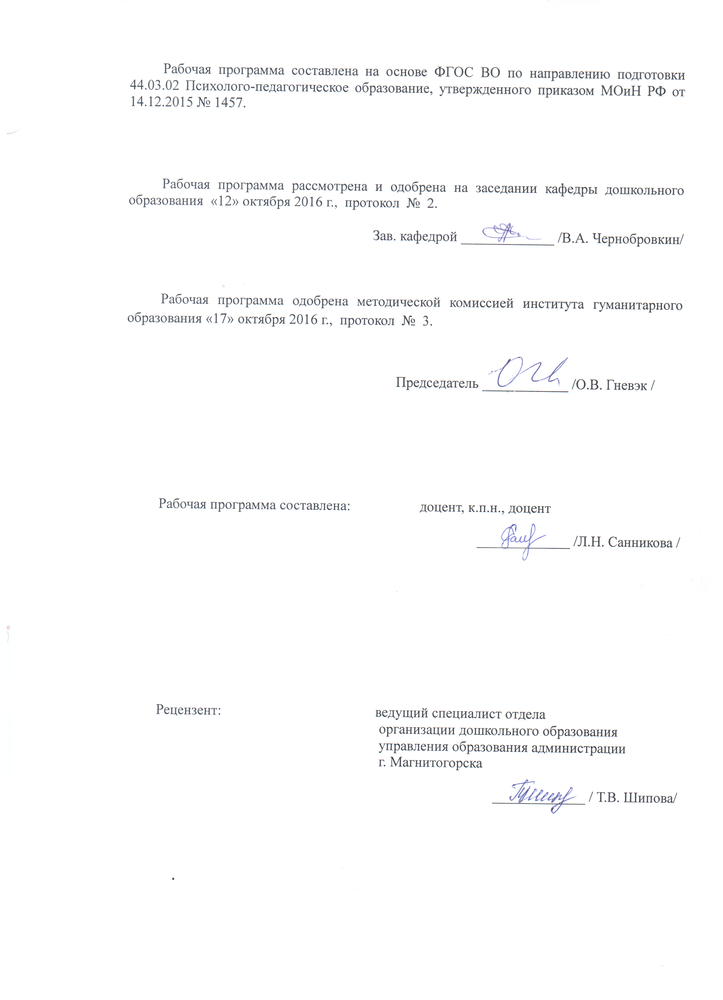 Рабочая программа составлена на основе ФГОС ВО по направлению подготовки
44.03.02 Психолого-педагогическое образование, утвержденного приказом МОиН РФ от
14.12.2015 № 1457.
Рабочая программа рассмотрена и одобрена на заседании кафедры дошкольного
образования «12» октября 2016 г., протокол № 2.
Зав. кафедрой _____________ /В.А. Чернобровкин/
Рабочая программа одобрена методической комиссией института гуманитарного
образования «17» октября 2016 г., протокол № 3.
Председатель ____________ /О.В. Гневэк /
Рабочая программа составлена: доцент, к.п.н., доцент
_____________ /Л.Н. Санникова /
Рецензент: ведущий специалист отдела
организации дошкольного образования
управления образования администрации
г. Магнитогорска
_____________ / Т.В. Шипова/